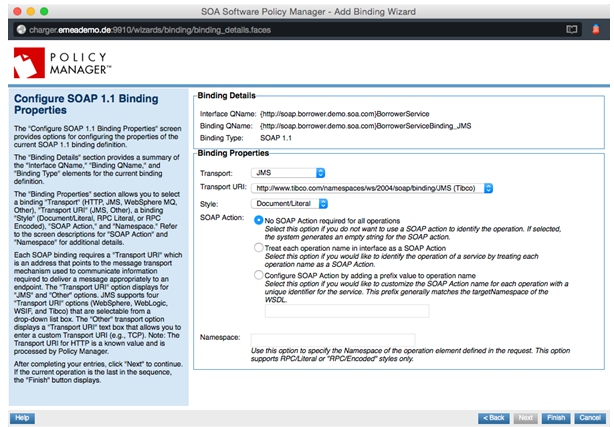 SOA Software Policy Manager - Add Binding Wizard
charger.emeademo.de:9910/wizards/binding/binding_details.faces
POLICY
MANAGER™
Configure SOAP 1.1 Binding
Properties
The "Configure SOAP 1.1 Binding Properties" screen
provides options for configuring the properties of the
current SOAP 1.1 binding definition.
The "Binding Details" section provides a summary of
the "Interface QName," "Binding QName," and
"Binding Type" elements for the current binding
definition.
The "Binding Properties" section allows you to select
a binding "Transport" (HTTP, JMS, WebSphere MQ,
Other), "Transport URI" (JMS, Other), a binding
"Style" (Document/Literal, RPC Literal, or RPC
Encoded), "SOAP Action," and "Namespace." Refer
to the screen descriptions for "SOAP Action" and
"Namespace" for additional details.
Each SOAP binding requires a "Transport URI" which
is an address that points to the message transport
mechanism used to communicate information
required to deliver a message appropriately to an
endpoint. The "Transport URI" option displays for
"JMS" and "Other" options. JMS supports four
"Transport URI" options (WebSphere, WebLogic,
WSIF, and Tibco) that are selectable from a
drop-down list box. The "Other" transport option
displays a "Transport URI" text box that allows you to
enter a custom Transport URI (e.g., TCP). Note: The
Transport URI for HTTP is a known value and is
processed by Policy Manager.
After completing your entries, click "Next" to continue.
If the current operation is the last in the sequence,
the "Finish" button displays.
Binding Details
Interface QName: {http://soap.borrower.demo.soa.com}BorrowerService
Binding QName: {http://soap.borrower.demo.soa.com}BorrowerServiceBinding_JMS
Binding Type: SOAP 1.1
Binding Properties
Transport: JMS
Transport URI: http://www.tibco.com/namespaces/ws/2004/soap/binding/JMS (Tibco)
Style: Document/Literal
SOAP Action: No SOAP Action required for all operations
Select this option if you do not want to use a SOAP action to identify the operation. If selected,
the system generates an empty string for the SOAP action.
Treat each operation name in interface as a SOAP Action
Select this option if you would like to identify the operation of a service by treating each
operation name as a SOAP Action.
Configure SOAP Action by adding a prefix value to operation name
Select this option if you would like to customize the SOAP Action name for each operation with a
unique identifier for the service. This prefix generally matches the targetNamespace of the
WSDL.
Namespace:
Use this option to specify the Namespace of the operation element defined in the request. This option
supports RPC/Literal or "RPC/Encoded" styles only.
Help
< Back Next Finish Cancel